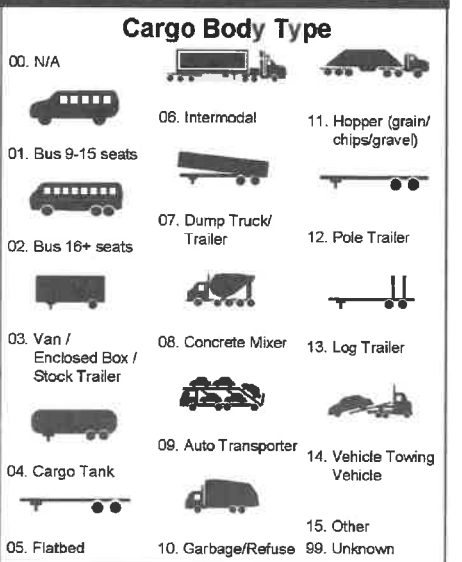 Cargo Body Type
00. N/A
01. Bus 9-15 seats
02. Bus 16+ seats
03. Van /
Enclosed Box /
Stock Trailer
04. Cargo Tank
05. Flatbed
06. Intermodal
07. Dump Truck/
Trailer
08. Concrete Mixer
09. Auto Transporter
10. Garbage/Refuse
11. Hopper (grain/
chips/gravel)
12. Pole Trailer
13. Log Trailer
14. Vehicle Towing
Vehicle
15. Other
99. Unknown